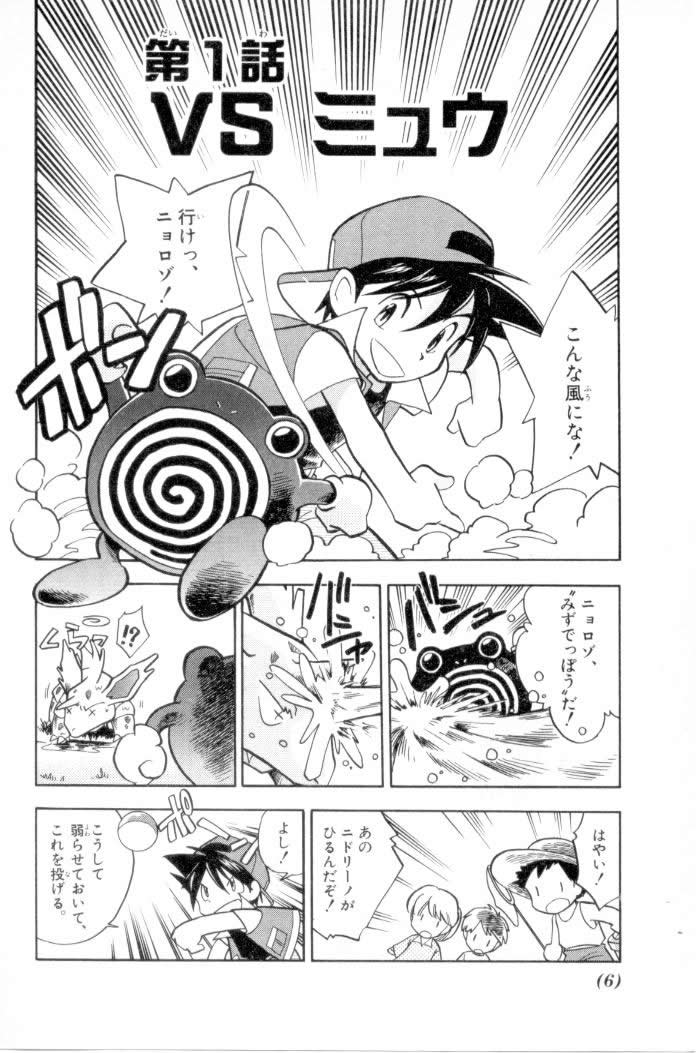 第1話
VS ミュウ
こんな風にな！
行けっ、
ニョロゾ！
ボン
ニョロゾ、
“みずでっぽう”だ！
バシュッ
ドバシャ
!?
くらっ
はやい！
あの
ニドリーノが
ひるんだぞ！
よし！
ポーン
こうして
弱らせておいて、
これを投げる。
(6)